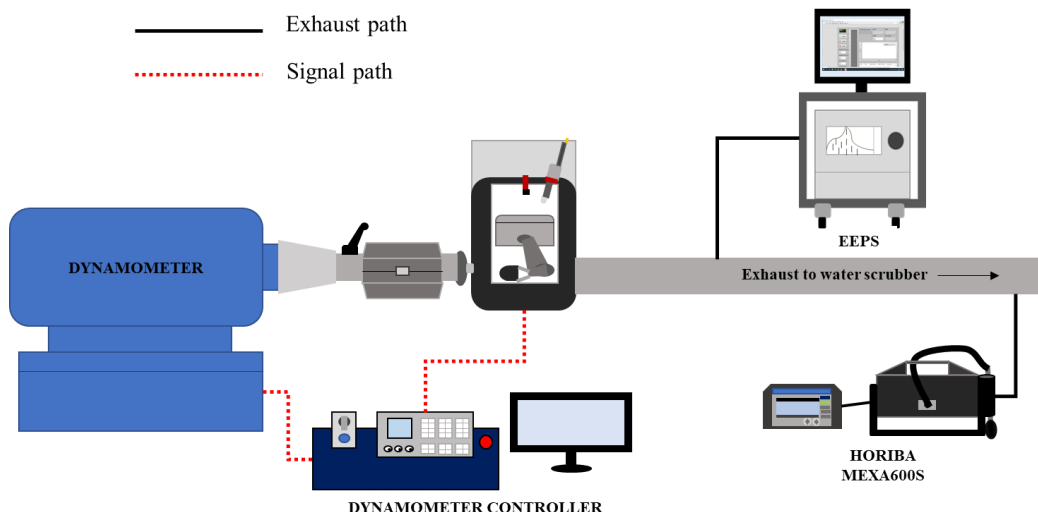 Exhaust path
Signal path
EEPS
DYNAMOMETER
Exhaust to water scrubber
HORIBA
MEXA600S
DYNAMOMETER CONTROLLER